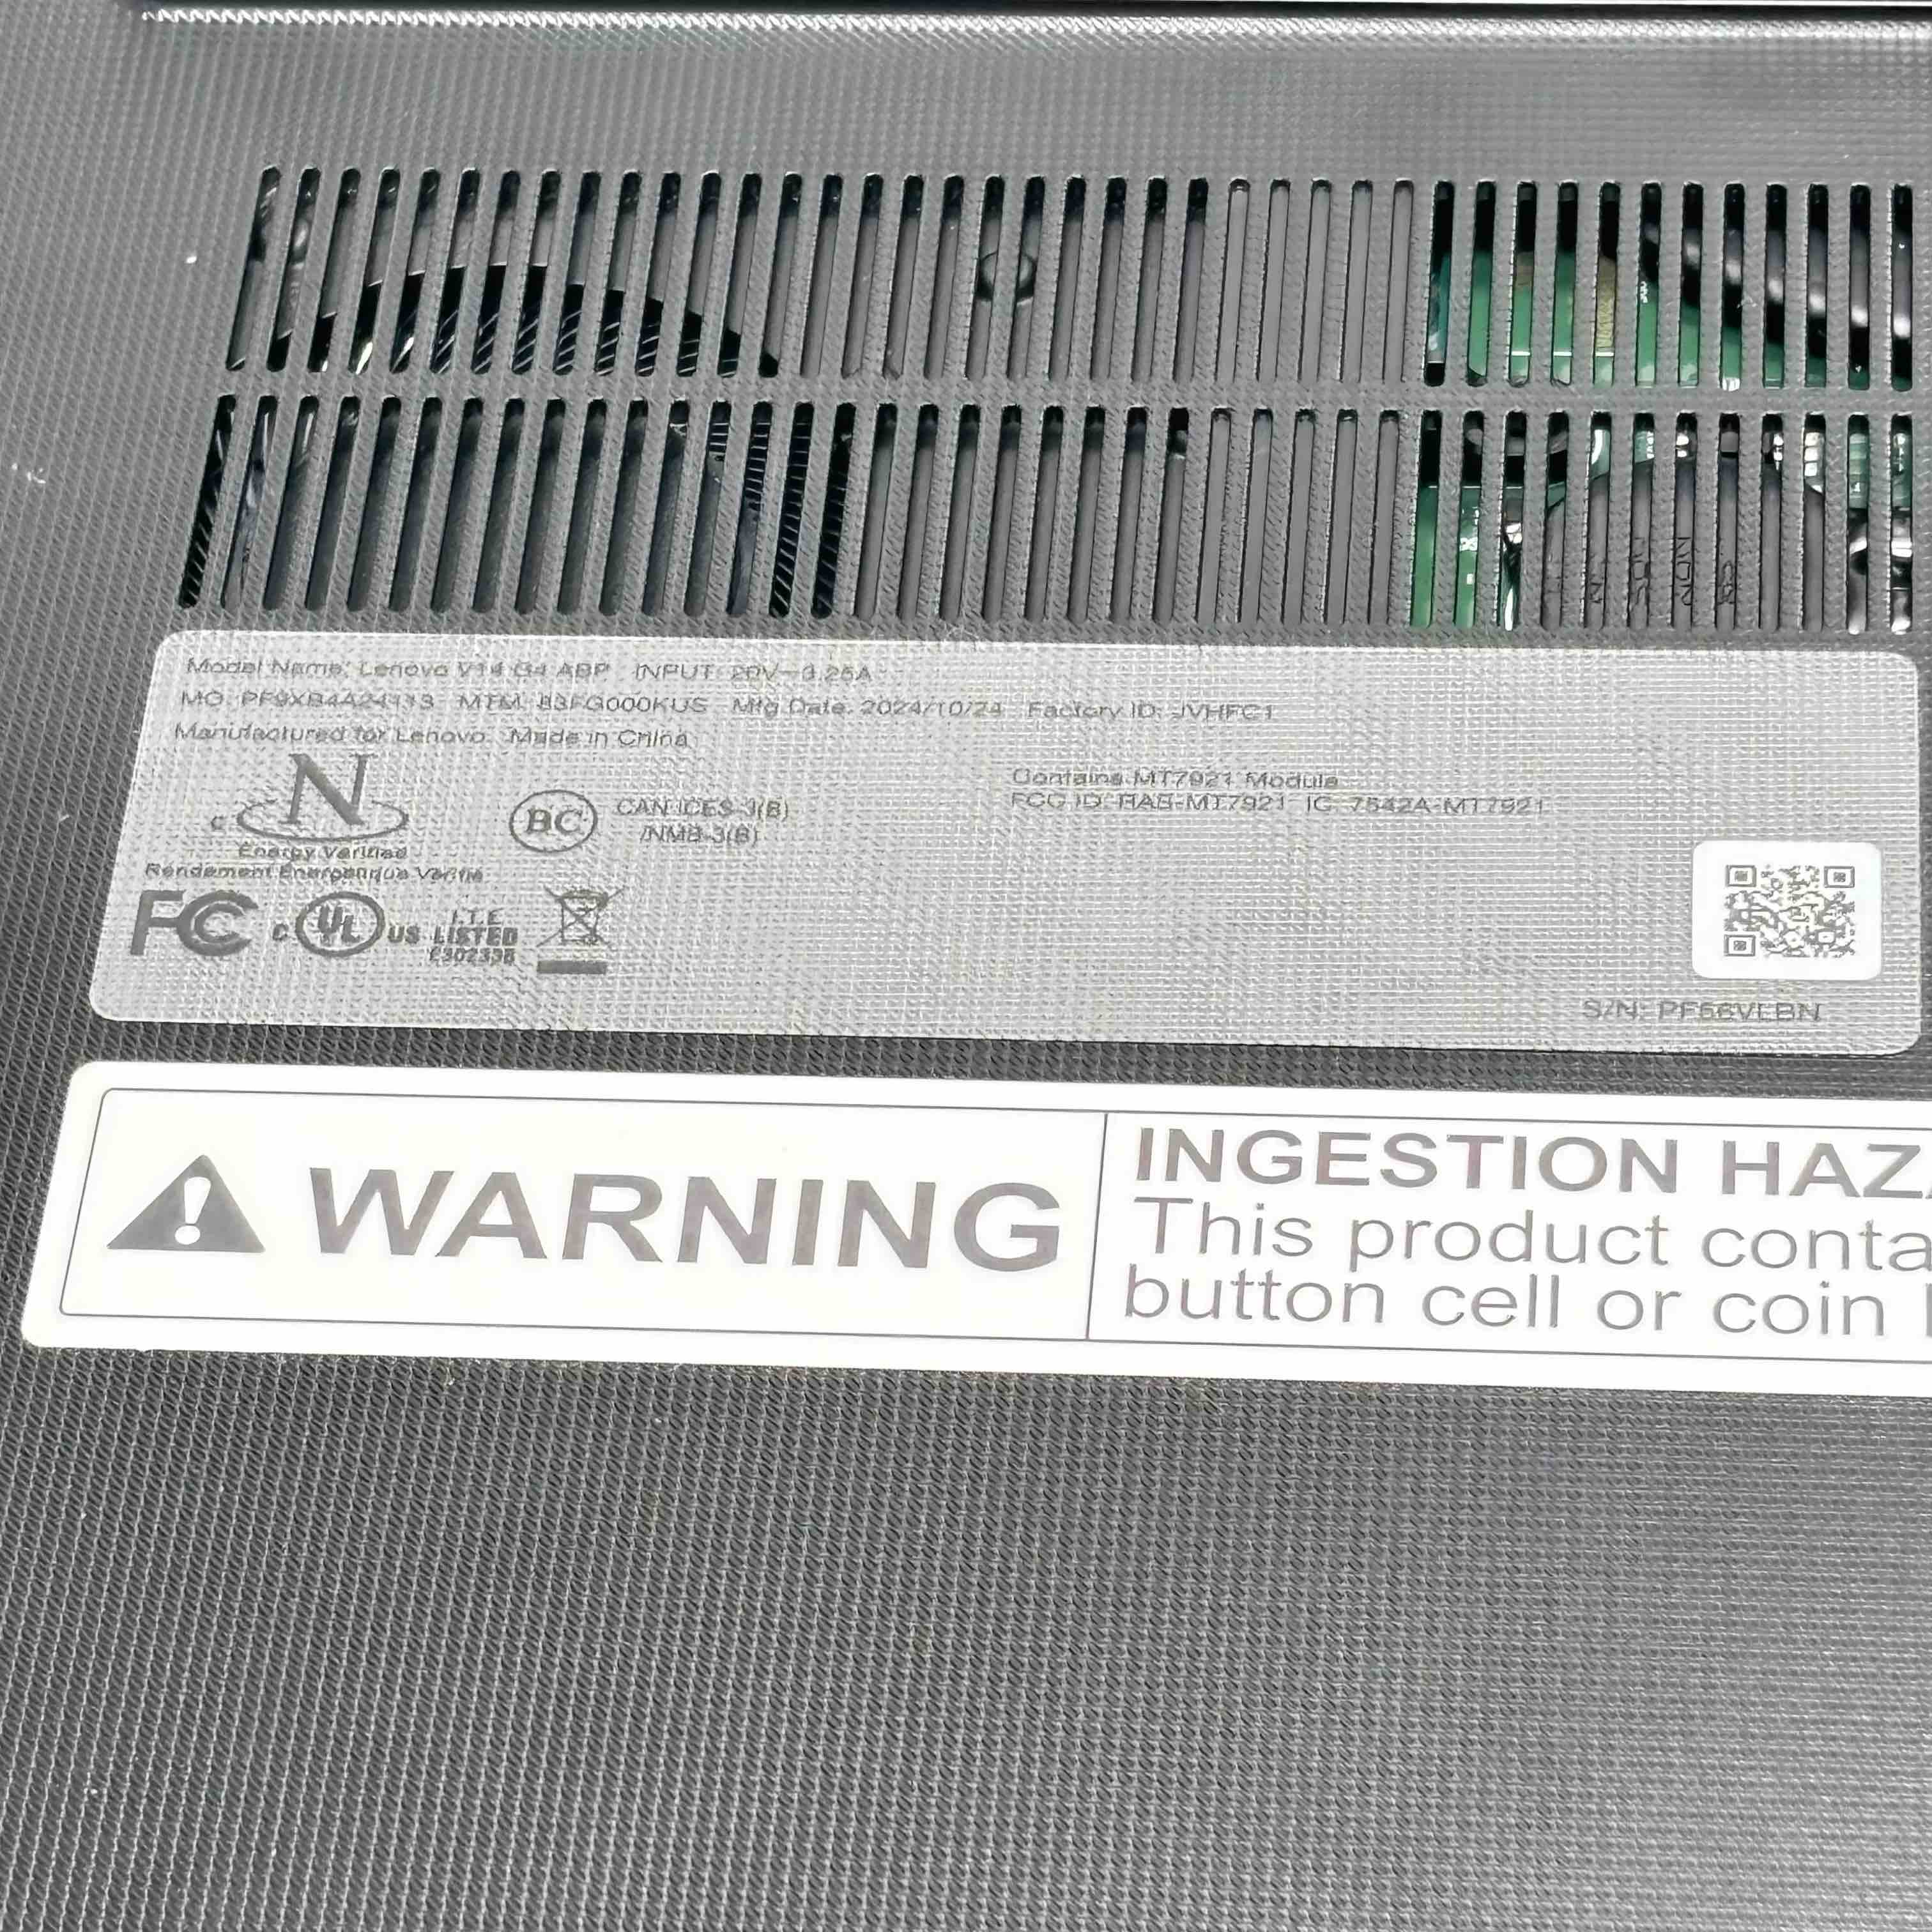 Model Name: Lenovo V14 G4 ABP INPUT: 20V⎓3.25A
MO: PF9XB4A24113 MTM: 83FG000KUS Mfg Date: 2024/10/24 Factory ID: JVHFC1
Manufactured for Lenovo. Made in China
Contains MT7921 Module
FCC ID: RAS-MT7921 IC: 7542A-MT7921
c N
Energy Verified
Rendement Énergétique Vérifié
BC CAN ICES-3(B)
/NMB-3(B)
FC c UL US I.T.E.
LISTED
E302335
S/N:
WARNING
INGESTION HAZ
This product conta
button cell or coin